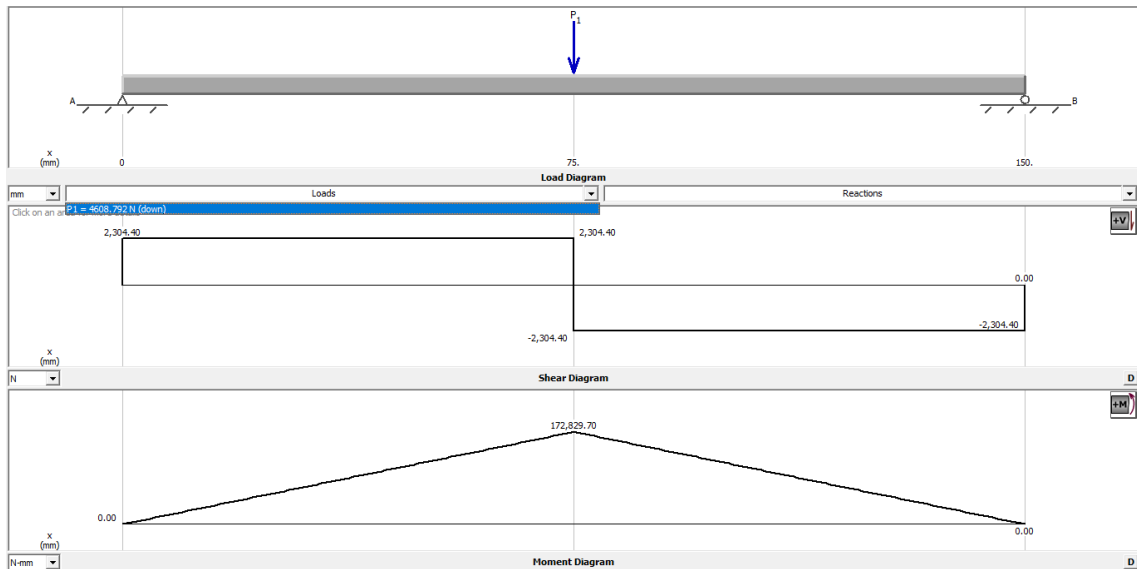 P1
A
B
x
(mm)
0
75.
150.
Load Diagram
mm
Loads
Reactions
P1 = 4608.792 N (down)
Click on an are
+V
2,304.40
2,304.40
0.00
-2,304.40
-2,304.40
x
(mm)
N
Shear Diagram
D
+M
172,829.70
0.00
0.00
x
(mm)
N-mm
Moment Diagram
D